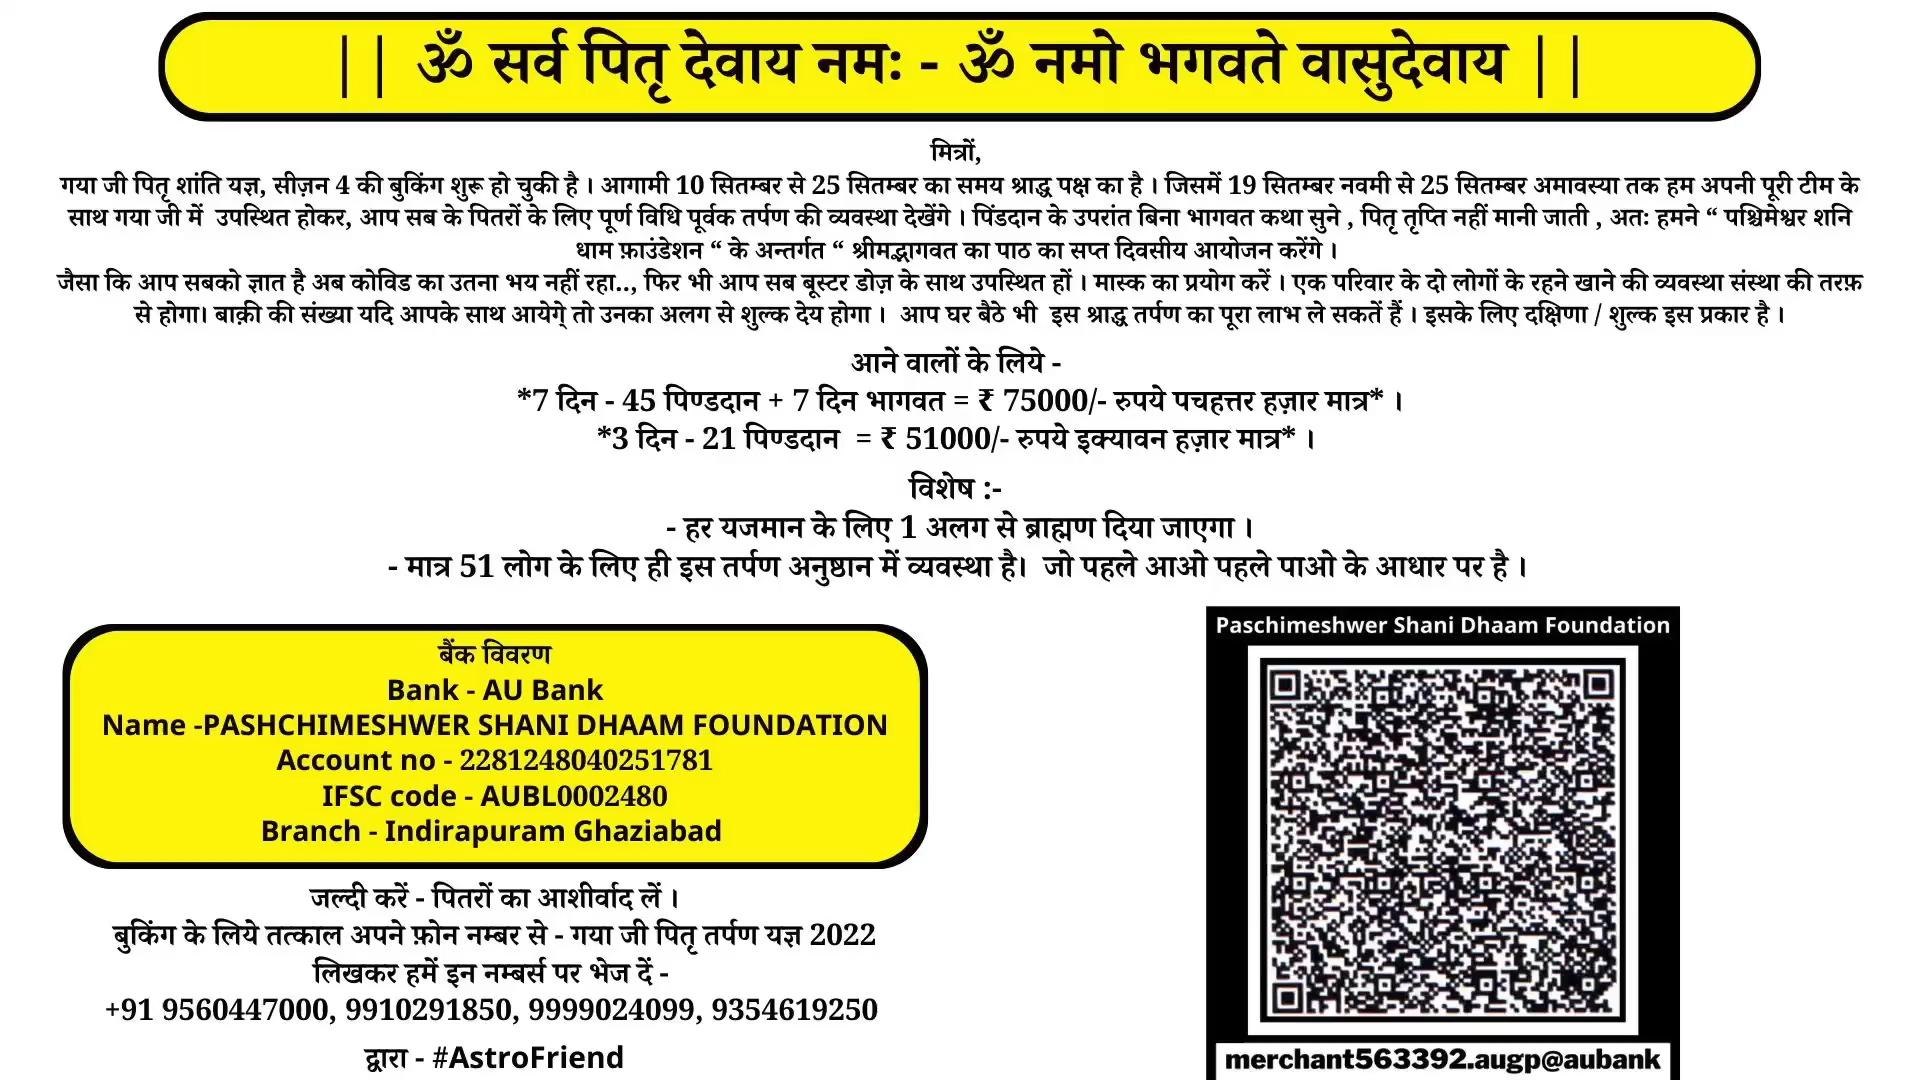 || ॐ सर्व पितृ देवाय नमः - ॐ नमो भगवते वासुदेवाय ||
मित्रों,
गया जी पितृ शांति यज्ञ, सीज़न 4 की बुकिंग शुरू हो चुकी है । आगामी 10 सितम्बर से 25 सितम्बर का समय श्राद्ध पक्ष का है । जिसमें 19 सितम्बर नवमी से 25 सितम्बर अमावस्या तक हम अपनी पूरी टीम के
साथ गया जी में उपस्थित होकर, आप सब के पितरों के लिए पूर्ण विधि पूर्वक तर्पण की व्यवस्था देखेंगे । पिंडदान के उपरांत बिना भागवत कथा सुने , पितृ तृप्ति नहीं मानी जाती , अतः हमने “ पश्चिमेश्वर शनि
धाम फ़ाउंडेशन “ के अन्तर्गत “ श्रीमद्भागवत का पाठ का सप्त दिवसीय आयोजन करेंगे ।
जैसा कि आप सबको ज्ञात है अब कोविड का उतना भय नहीं रहा.., फिर भी आप सब बूस्टर डोज़ के साथ उपस्थित हों । मास्क का प्रयोग करें । एक परिवार के दो लोगों के रहने खाने की व्यवस्था संस्था की तरफ़
से होगा। बाक़ी की संख्या यदि आपके साथ आयेगे् तो उनका अलग से शुल्क देय होगा । आप घर बैठे भी इस श्राद्ध तर्पण का पूरा लाभ ले सकतें हैं । इसके लिए दक्षिणा / शुल्क इस प्रकार है ।
आने वालों के लिये -
*7 दिन - 45 पिण्डदान + 7 दिन भागवत = ₹ 75000/- रुपये पचहत्तर हज़ार मात्र* ।
*3 दिन - 21 पिण्डदान = ₹ 51000/- रुपये इक्यावन हज़ार मात्र* ।
विशेष :-
- हर यजमान के लिए 1 अलग से ब्राह्मण दिया जाएगा ।
- मात्र 51 लोग के लिए ही इस तर्पण अनुष्ठान में व्यवस्था है। जो पहले आओ पहले पाओ के आधार पर है ।
बैंक विवरण
Bank - AU Bank
Name -PASHCHIMESHWER SHANI DHAAM FOUNDATION
Account no - 2281248040251781
IFSC code - AUBL0002480
Branch - Indirapuram Ghaziabad
जल्दी करें - पितरों का आशीर्वाद लें ।
बुकिंग के लिये तत्काल अपने फ़ोन नम्बर से - गया जी पितृ तर्पण यज्ञ 2022
लिखकर हमें इन नम्बर्स पर भेज दें -
+91 9560447000, 9910291850, 9999024099, 9354619250
द्वारा - #AstroFriend
Paschimeshwer Shani Dhaam Foundation
merchant563392.augp@aubank